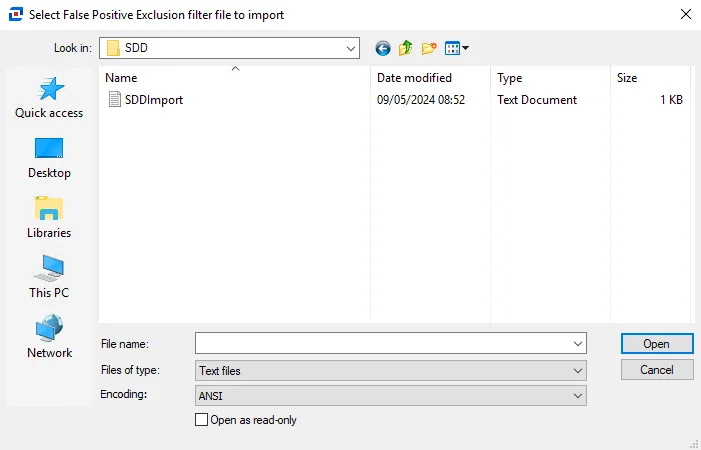 Select False Positive Exclusion filter file to import
Look in: SDD
Name Date modified Type Size
SDDImport 09/05/2024 08:52 Text Document 1 KB
Quick access
Desktop
Libraries
This PC
Network
File name: Open
Files of type: Text files Cancel
Encoding: ANSI
Open as read-only